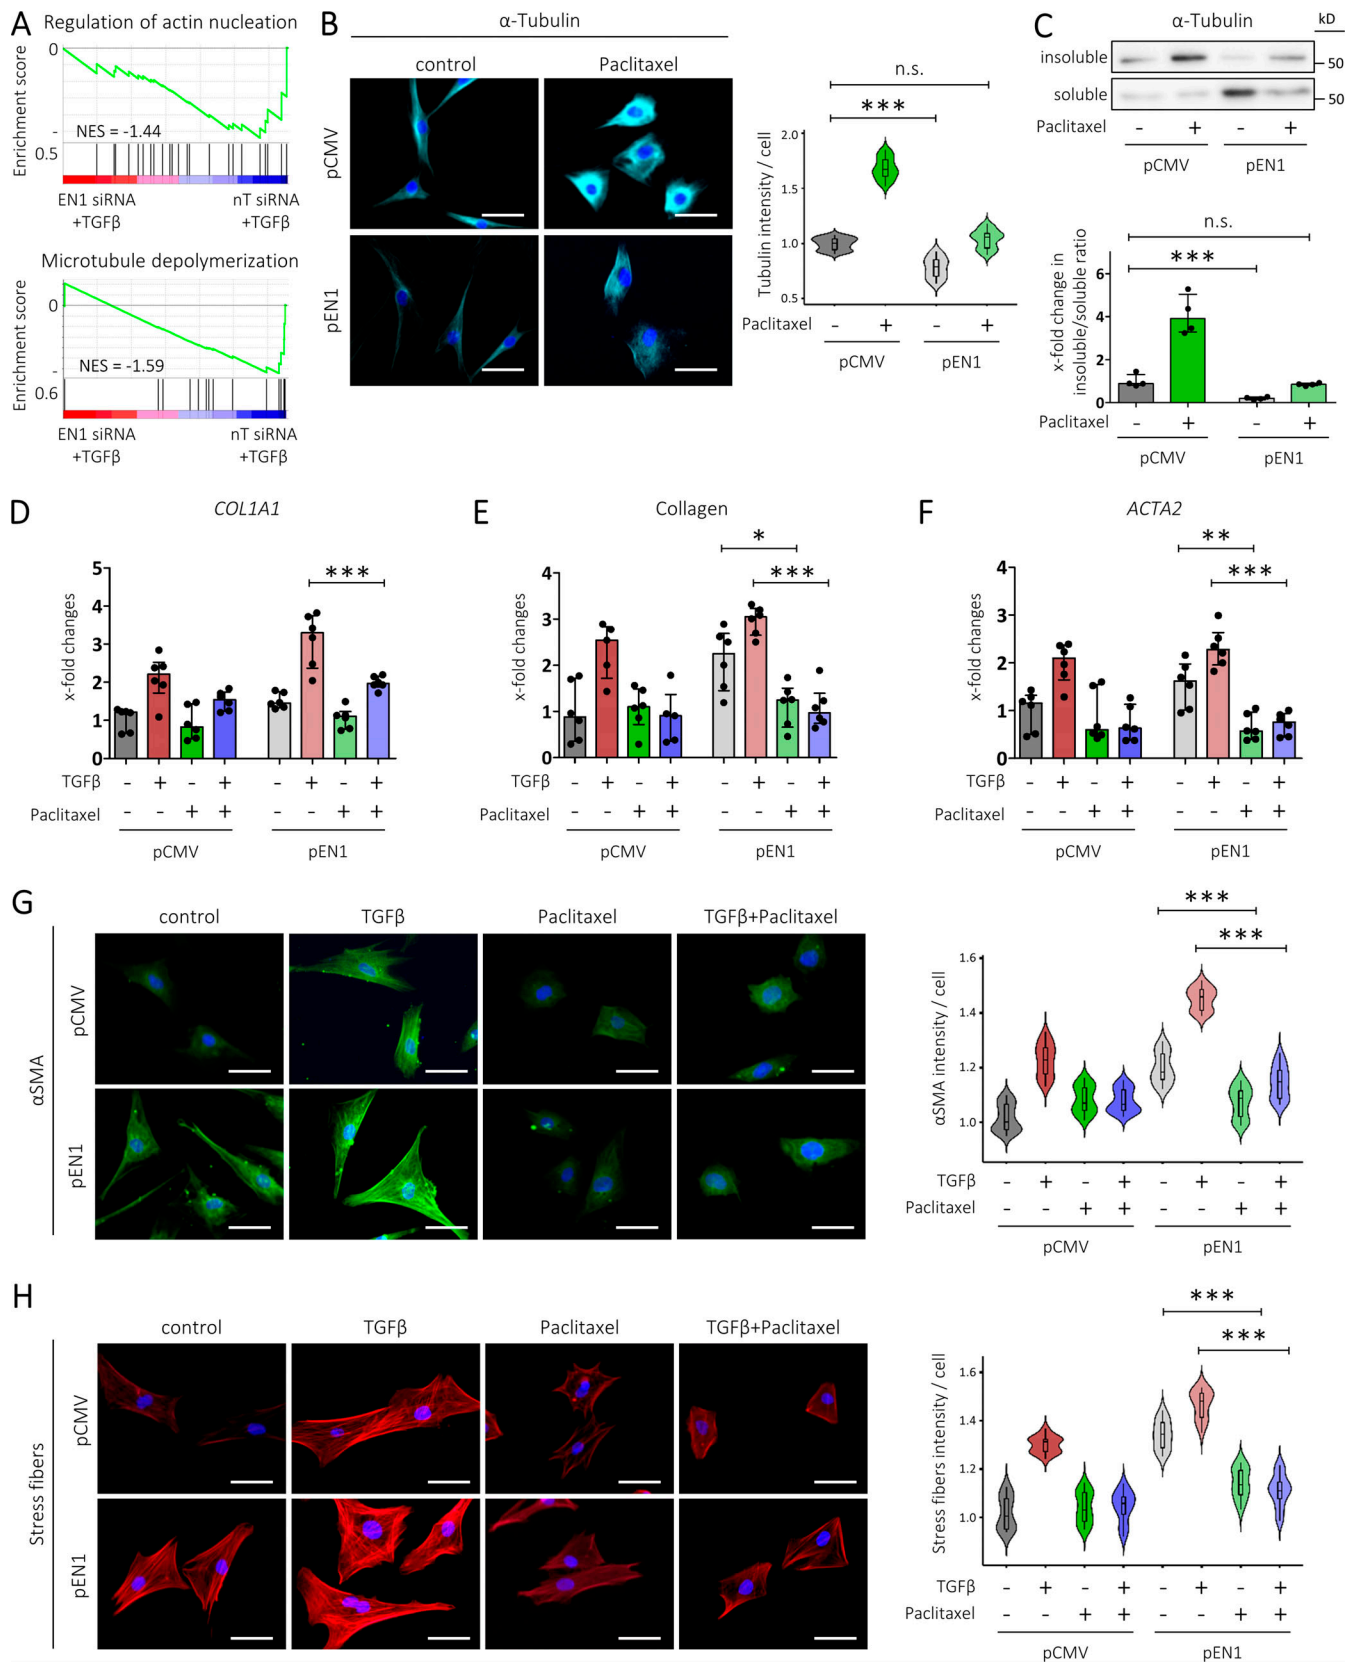 A
Regulation of actin nucleation
Enrichment score
0
-
0.5
NES = -1.44
EN1 siRNA
+TGFβ
nT siRNA
+TGFβ
Microtubule depolymerization
Enrichment score
0
-
0.6
NES = -1.59
EN1 siRNA
+TGFβ
nT siRNA
+TGFβ
B
α-Tubulin
control
Paclitaxel
pCMV
pEN1
n.s.
***
Tubulin intensity / cell
2.0
1.5
1.0
0.5
Paclitaxel - + - +
pCMV pEN1
C
α-Tubulin
kD
insoluble
50
soluble
50
Paclitaxel - + - +
pCMV pEN1
n.s.
***
x-fold change in
insoluble/soluble ratio
6
4
2
0
Paclitaxel - + - +
pCMV pEN1
D
COL1A1
***
x-fold changes
5
4
3
2
1
0
TGFβ - + - + - + - +
Paclitaxel - - + + - - + +
pCMV pEN1
E
Collagen
*
***
x-fold changes
4
3
2
1
0
TGFβ - + - + - + - +
Paclitaxel - - + + - - + +
pCMV pEN1
F
ACTA2
**
***
x-fold changes
4
3
2
1
0
TGFβ - + - + - + - +
Paclitaxel - - + + - - + +
pCMV pEN1
G
control
TGFβ
Paclitaxel
TGFβ+Paclitaxel
αSMA
pCMV
pEN1
***
***
αSMA intensity / cell
1.6
1.4
1.2
1.0
TGFβ - + - + - + - +
Paclitaxel - - + + - - + +
pCMV pEN1
H
control
TGFβ
Paclitaxel
TGFβ+Paclitaxel
Stress fibers
pCMV
pEN1
***
***
Stress fibers intensity / cell
1.6
1.4
1.2
1.0
TGFβ - + - + - + - +
Paclitaxel - - + + - - + +
pCMV pEN1